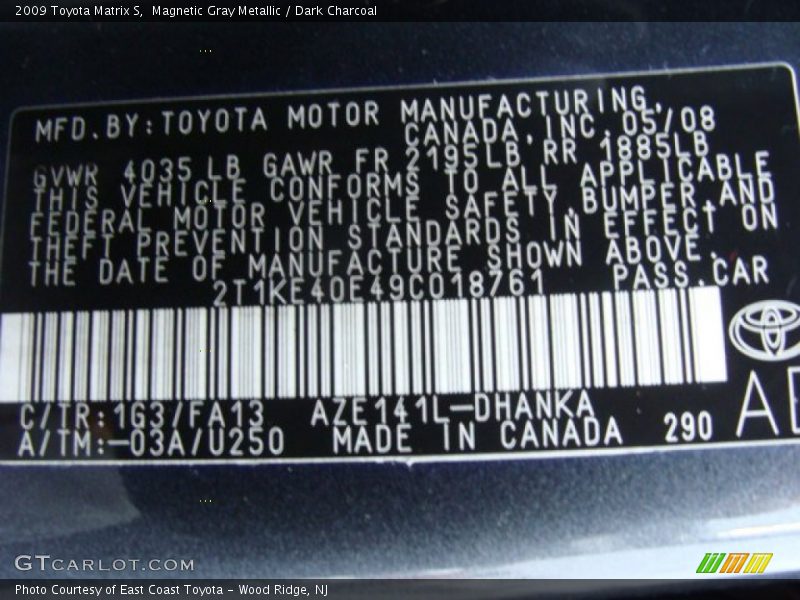 2009 Toyota Matrix S,  Magnetic Gray Metallic / Dark Charcoal
MFD.BY:TOYOTA MOTOR MANUFACTURING,
CANADA,INC.05/08
GVWR 4035LB GAWR FR 2195LB RR 1885LB
THIS VEHICLE CONFORMS TO ALL APPLICABLE
FEDERAL MOTOR VEHICLE SAFETY,BUMPER,AND
THEFT PREVENTION STANDARDS IN EFFECT ON
THE DATE OF MANUFACTURE SHOWN ABOVE.
2T1KE40E49C018761 PASS.CAR
C/TR:1G3/FA13 AZE141L-DHANKA
A/TM:-03A/U250 MADE IN CANADA 290
GTCARLOT.COM
Photo Courtesy of East Coast Toyota - Wood Ridge, NJ